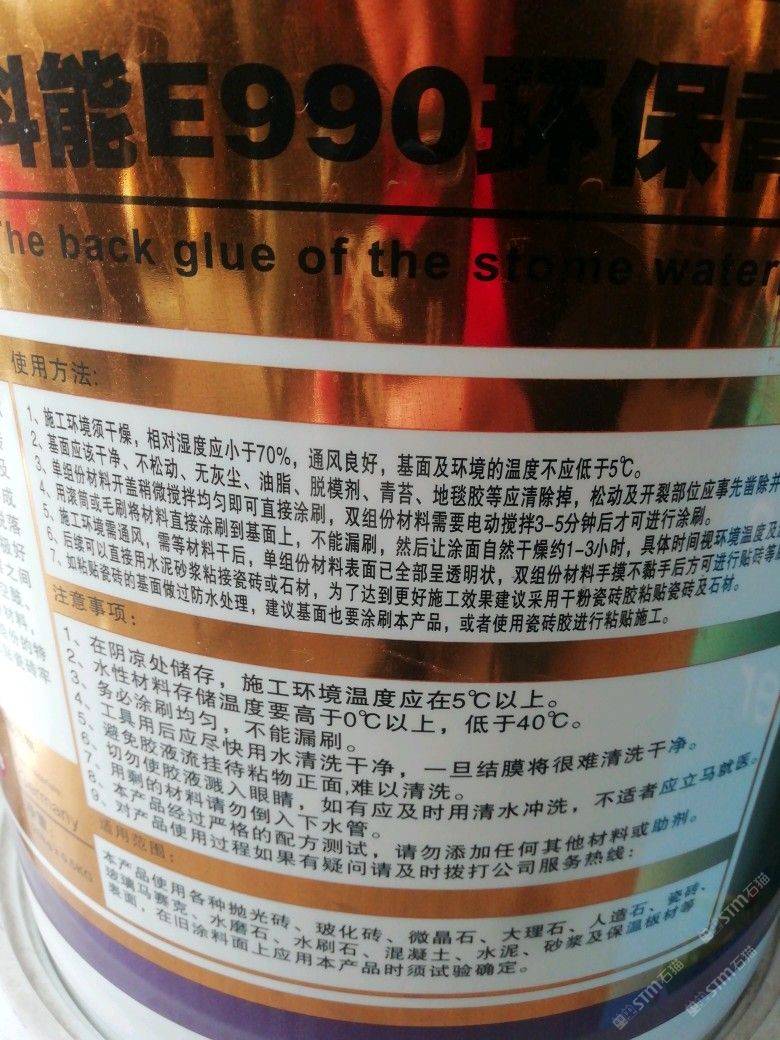 科能E990环保背
The back glue of the stome water
使用方法:
1、施工环境须干燥，相对湿度应小于70%，通风良好，基面及环境的温度不应低于5℃。
2、基面应该干净、不松动、无灰尘、油脂、脱模剂、青苔、地毯胶等应清除掉，松动及开裂部位应事先凿除并
3、单组份材料开盖稍微搅拌均匀即可直接涂刷，双组份材料需要电动搅拌3-5分钟后才可进行涂刷。
4、用滚筒或毛刷将材料直接涂刷到基面上，不能漏刷，然后让涂面自然干燥约1-3小时，具体时间视环境温度及
5、施工环境需通风，需等材料干后，单组份材料表面已全部呈透明状，双组份材料手摸不黏手后方可进行贴砖等
6、后续可以直接用水泥砂浆粘接瓷砖或石材，为了达到更好施工效果建议采用干粉瓷砖胶粘贴瓷砖及石材。
7、如粘贴瓷砖的基面做过防水处理，建议基面也要涂刷本产品，或者使用瓷砖胶进行粘贴施工。
注意事项:
1、在阴凉处储存，施工环境温度应在5℃以上。
2、水性材料存储温度要高于0℃以上，低于40℃。
3、务必涂刷均匀，不能漏刷。
4、工具用后应尽快用水清洗干净，一旦结膜将很难清洗干净。
5、避免胶液流挂待粘物正面,难以清洗。
6、切勿使胶液溅入眼睛，如有应及时用清水冲洗，不适者应立马就医。
7、用剩的材料请勿倒入下水管。
8、本产品经过严格的配方测试，请勿添加任何其他材料或助剂。
9、对产品使用过程如果有疑问请及时拨打公司服务热线:
适用范围:
本产品使用各种抛光砖、玻化砖、微晶石、大理石、人造石、瓷砖、
玻璃马赛克、水磨石、水刷石、混凝土、水泥、砂浆及保温板材等
表面，在旧涂料面上应用本产品时须试验确定。
Germany
STM石猫
STM石猫
STM石猫